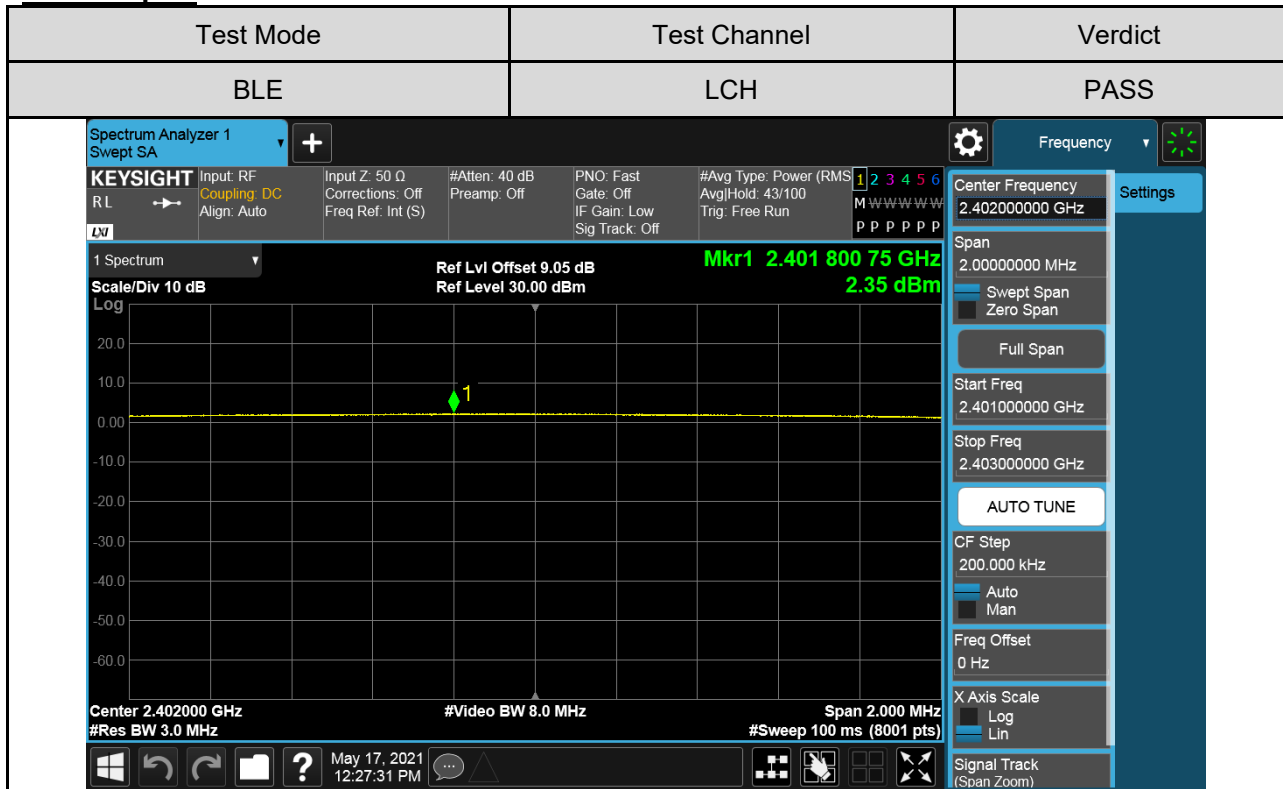 Test Mode Test Channel Verdict
BLE LCH PASS
Spectrum Analyzer 1
Swept SA
+
Frequency
KEYSIGHT Input: RF Input Z: 50 Ω #Atten: 40 dB PNO: Fast #Avg Type: Power (RMS 1 2 3 4 5 6
RL Coupling: DC Corrections: Off Preamp: Off Gate: Off Avg|Hold: 43/100 M W W W W W
Align: Auto Freq Ref: Int (S) IF Gain: Low Trig: Free Run
LXI Sig Track: Off P P P P P P
1 Spectrum Ref Lvl Offset 9.05 dB Mkr1 2.401 800 75 GHz
Scale/Div 10 dB Ref Level 30.00 dBm 2.35 dBm
Log
20.0
10.0
1
0.00
-10.0
-20.0
-30.0
-40.0
-50.0
-60.0
Center 2.402000 GHz #Video BW 8.0 MHz Span 2.000 MHz
#Res BW 3.0 MHz #Sweep 100 ms (8001 pts)
Center Frequency
2.402000000 GHz
Settings
Span
2.00000000 MHz
Swept Span
Zero Span
Full Span
Start Freq
2.401000000 GHz
Stop Freq
2.403000000 GHz
AUTO TUNE
CF Step
200.000 kHz
Auto
Man
Freq Offset
0 Hz
X Axis Scale
Log
Lin
Signal Track
(Span Zoom)
?
May 17, 2021
12:27:31 PM